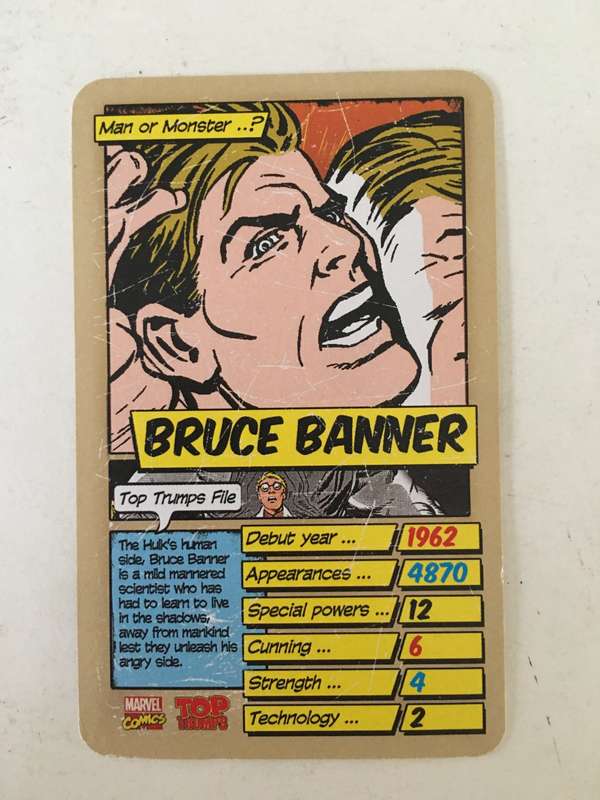 Man or Monster ..?
BRUCE BANNER
Top Trumps File
The Hulk's human
side, Bruce Banner
is a mild mannered
scientist who has
had to learn to live
in the shadows,
away from mankind
lest they unleash his
angry side.
Debut year ... 1962
Appearances ... 4870
Special powers ... 12
Cunning ... 6
Strength ... 4
Technology ... 2
MARVEL
COMICS
TOP
TRUMPS